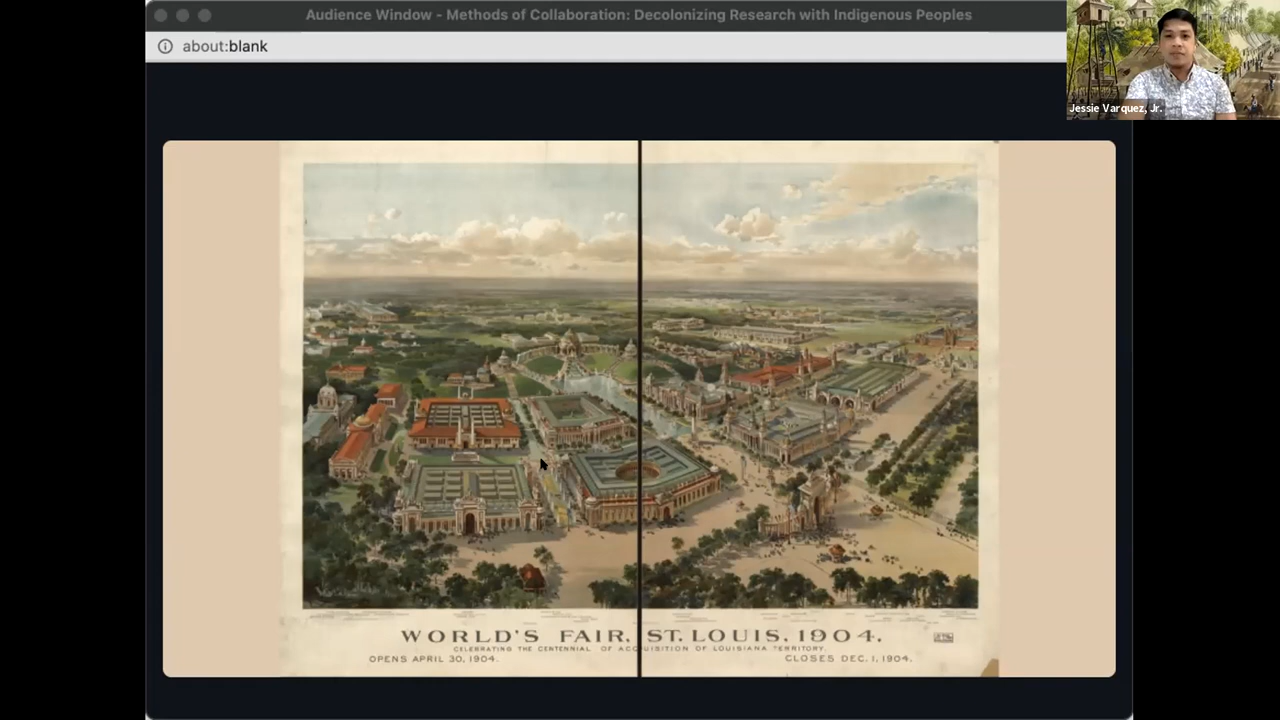 Audience Window - Methods of Collaboration: Decolonizing Research with Indigenous Peoples
about:blank
Jessie Varquez, Jr.
WORLD'S FAIR, ST. LOUIS, 1904.
CELEBRATING THE CENTENNIAL OF ACQUISITION OF LOUISIANA TERRITORY.
OPENS APRIL 30, 1904.
CLOSES DEC. 1, 1904.